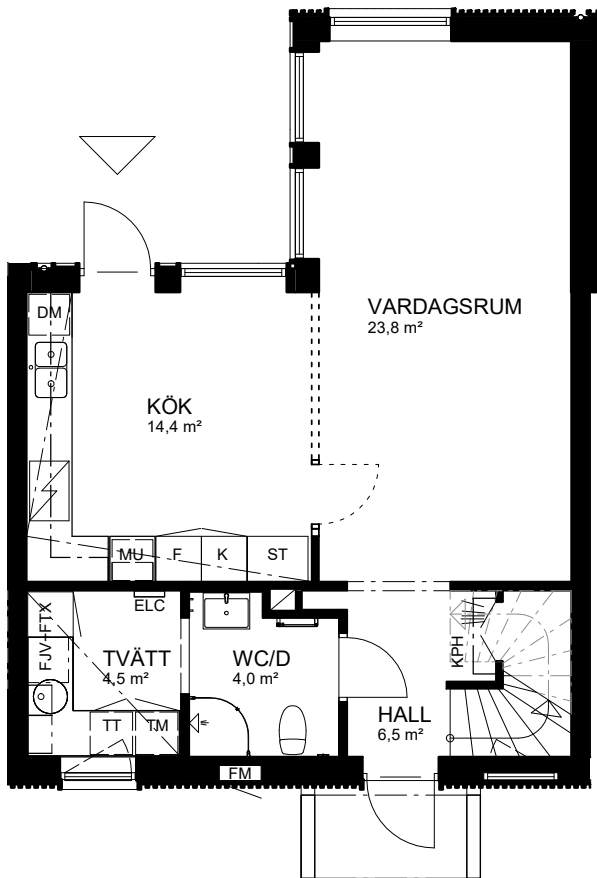 VARDAGSRUM
23,8 m²
DM
KÖK
14,4 m²
MU
F
K
ST
ELC
FJV-FTX
TVÄTT
4,5 m²
WC/D
4,0 m²
KPH
HALL
6,5 m²
TT
TM
FM